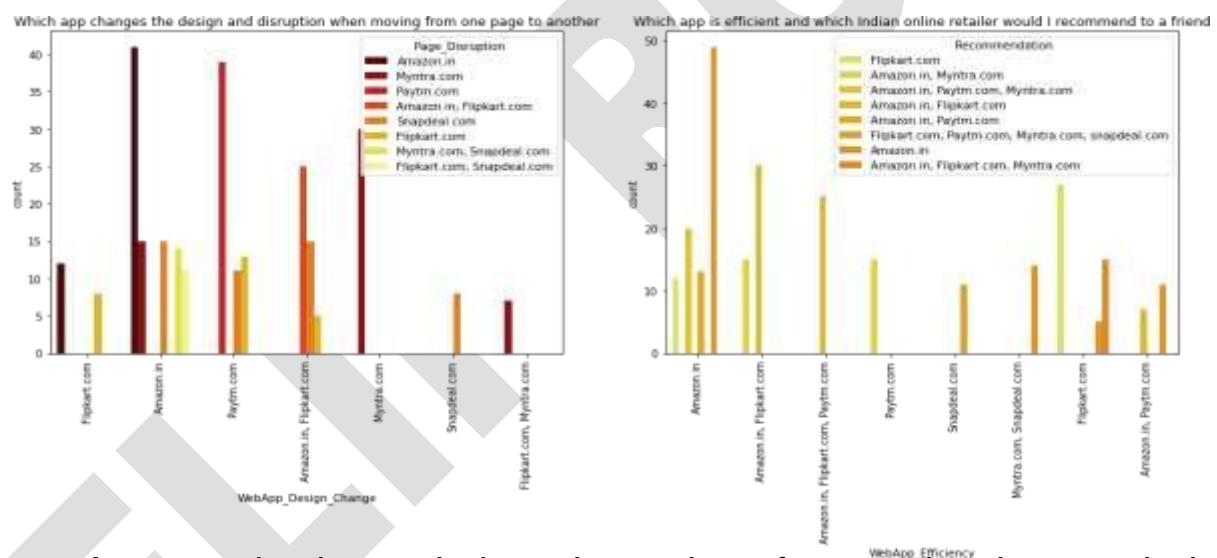 Which app changes the design and disruption when moving from one page to another
Page_Disruption
Amazon.in
Myntra.com
Paytm.com
Amazon.in, Flipkart.com
Snapdeal.com
Flipkart.com
Myntra.com, Snapdeal.com
Flipkart.com, Snapdeal.com
count
40
35
30
25
20
15
10
5
0
Flipkart.com
Amazon.in
Paytm.com
Amazon.in, Flipkart.com
Myntra.com
Snapdeal.com
Flipkart.com, Myntra.com
WebApp_Design_Change
Which app is efficient and which Indian online retailer would I recommend to a friend
Recommendation
Flipkart.com
Amazon.in, Myntra.com
Amazon.in, Paytm.com, Myntra.com
Amazon.in, Flipkart.com
Amazon.in, Paytm.com
Flipkart.com, Paytm.com, Myntra.com, snapdeal.com
Amazon.in
Amazon.in, Flipkart.com, Myntra.com
count
50
40
30
20
10
0
Amazon.in
Amazon.in, Flipkart.com
Amazon.in, Flipkart.com, Paytm.com
Paytm.com
Snapdeal.com
Myntra.com, Snapdeal.com
Flipkart.com
Amazon.in, Paytm.com
WebApp_Efficiency